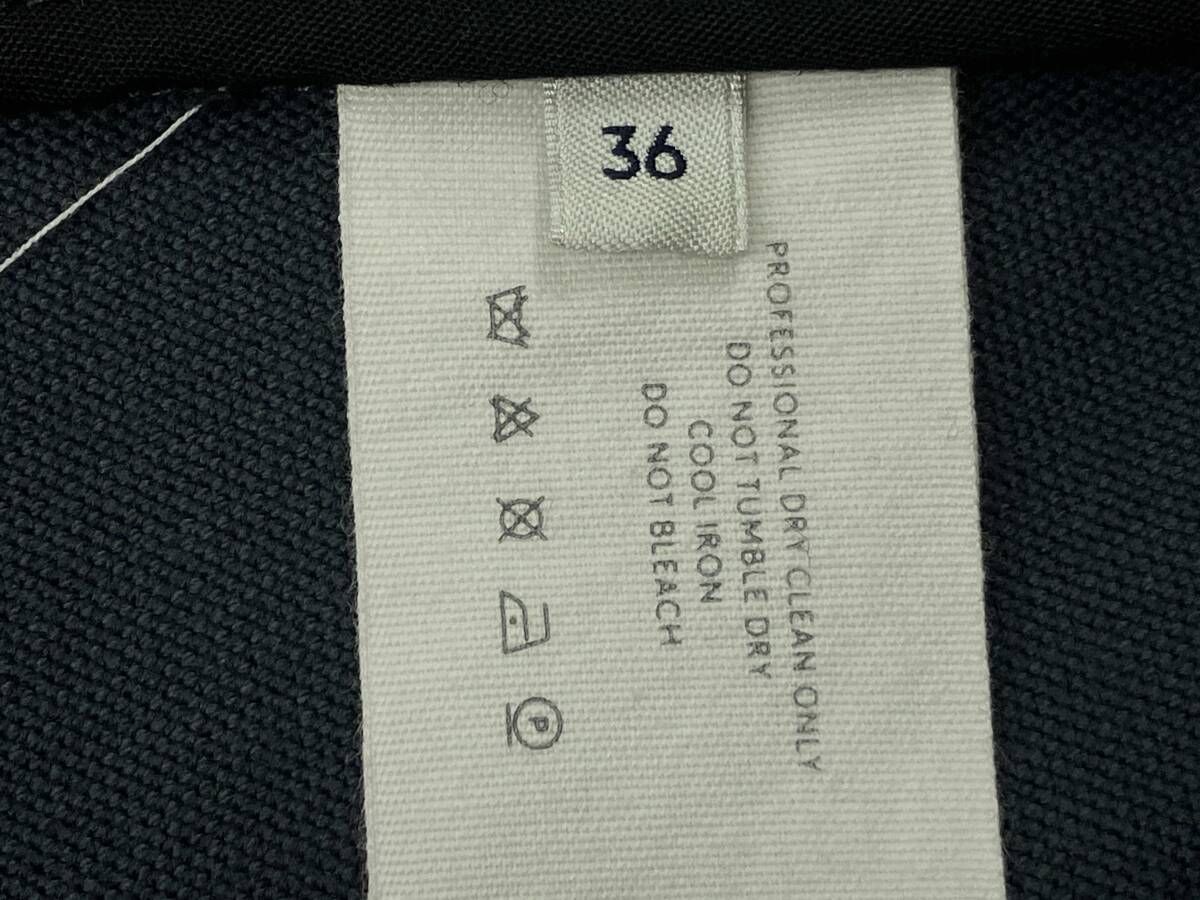 36
PROFESSIONAL DRY CLEAN ONLY
DO NOT TUMBLE DRY
COOL IRON
DO NOT BLEACH
P